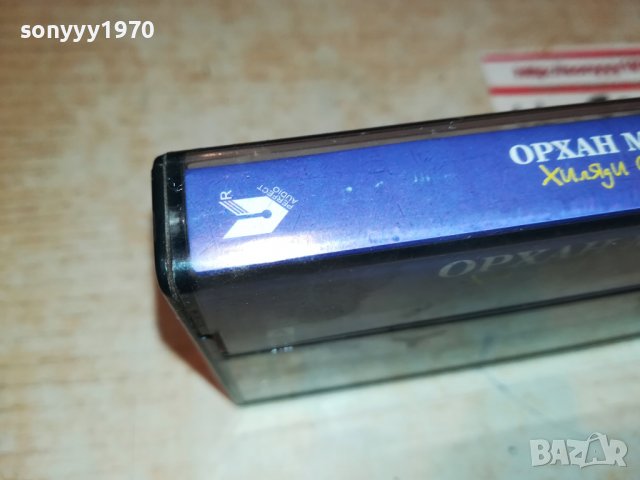 sonyyy1970
ОРХАН М
ХИЛЯДИ
R
PERFECT
AUDIO
ОРХАН
BAZAR